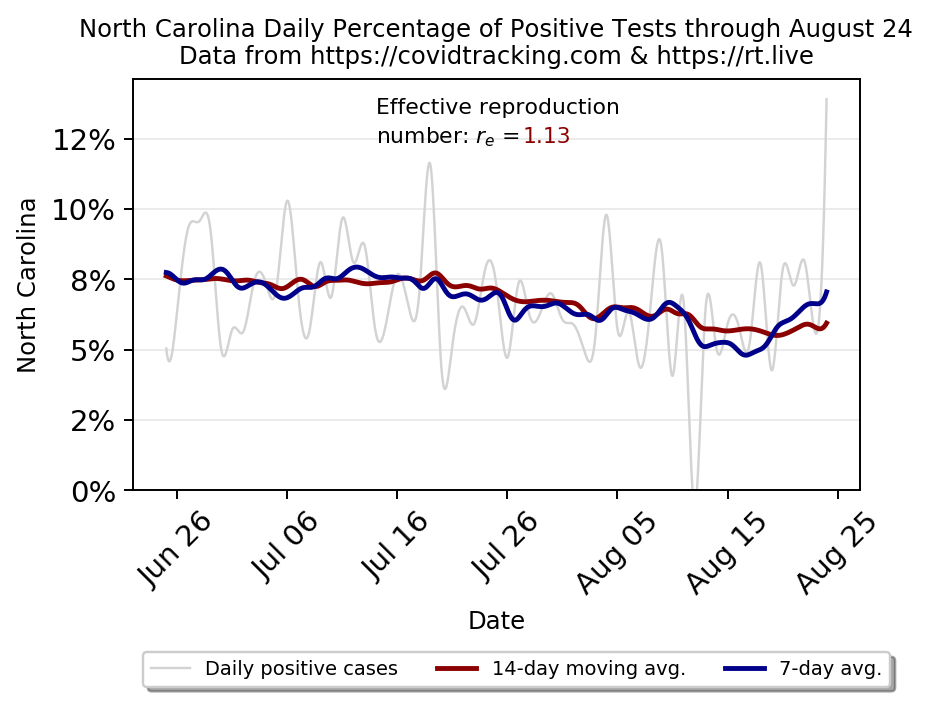 North Carolina Daily Percentage of Positive Tests through August 24
Data from https://covidtracking.com & https://rt.live
Effective reproduction
number: rₑ =1.13
North Carolina
12%
10%
8%
5%
2%
0%
Jun 26
Jul 06
Jul 16
Jul 26
Aug 05
Aug 15
Aug 25
Date
Daily positive cases
14-day moving avg.
7-day avg.